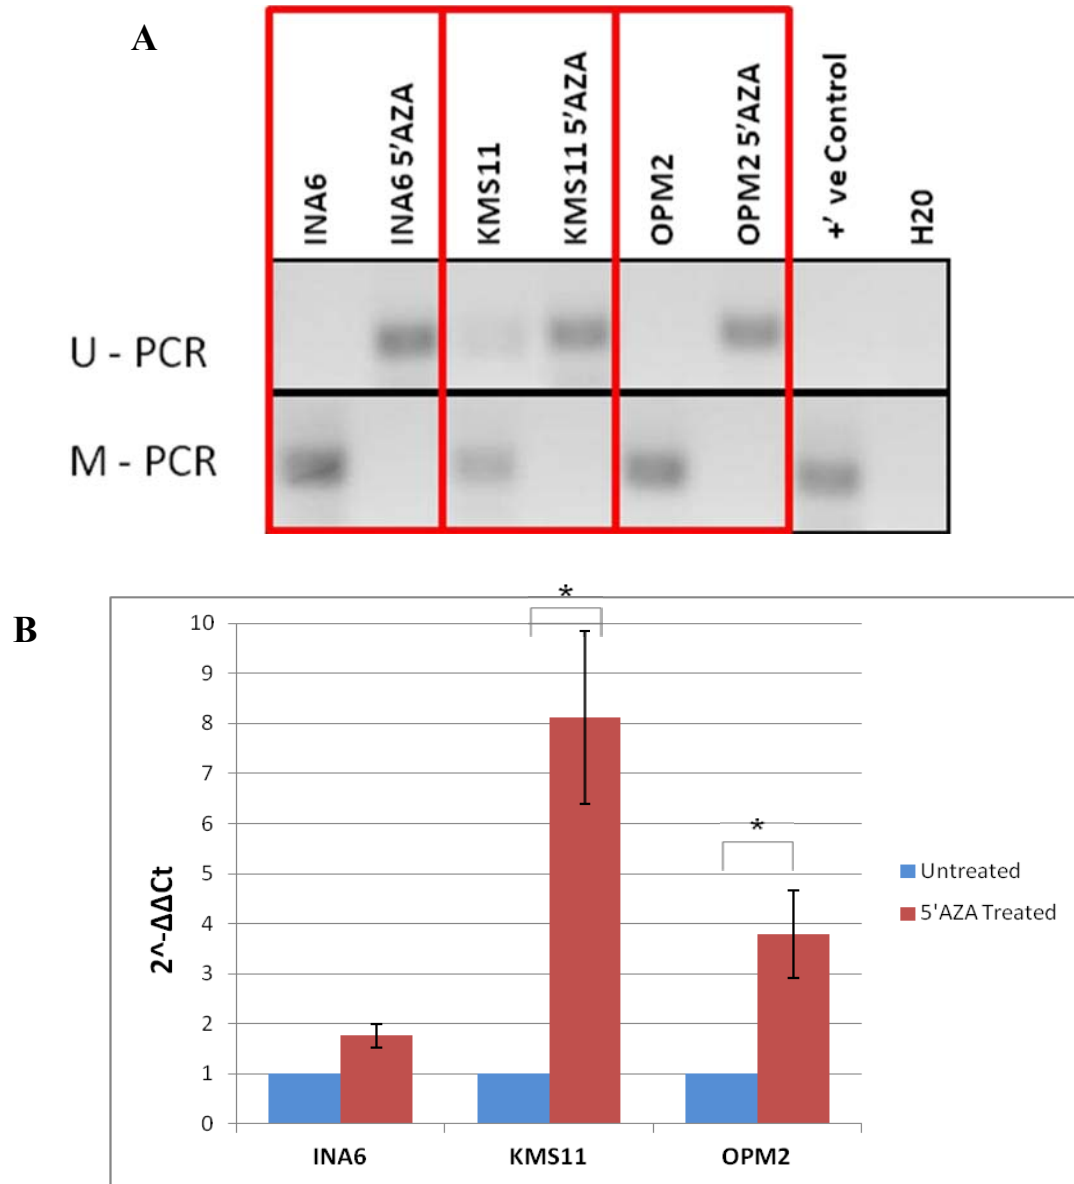 A
INA6
INA6 5'AZA
KMS11
KMS11 5'AZA
OPM2
OPM2 5'AZA
+' ve Control
H20
U - PCR
M - PCR
B
*
*
10
9
8
7
6
5
4
3
2
1
0
2^-ΔΔCt
INA6
KMS11
OPM2
Untreated
5'AZA Treated